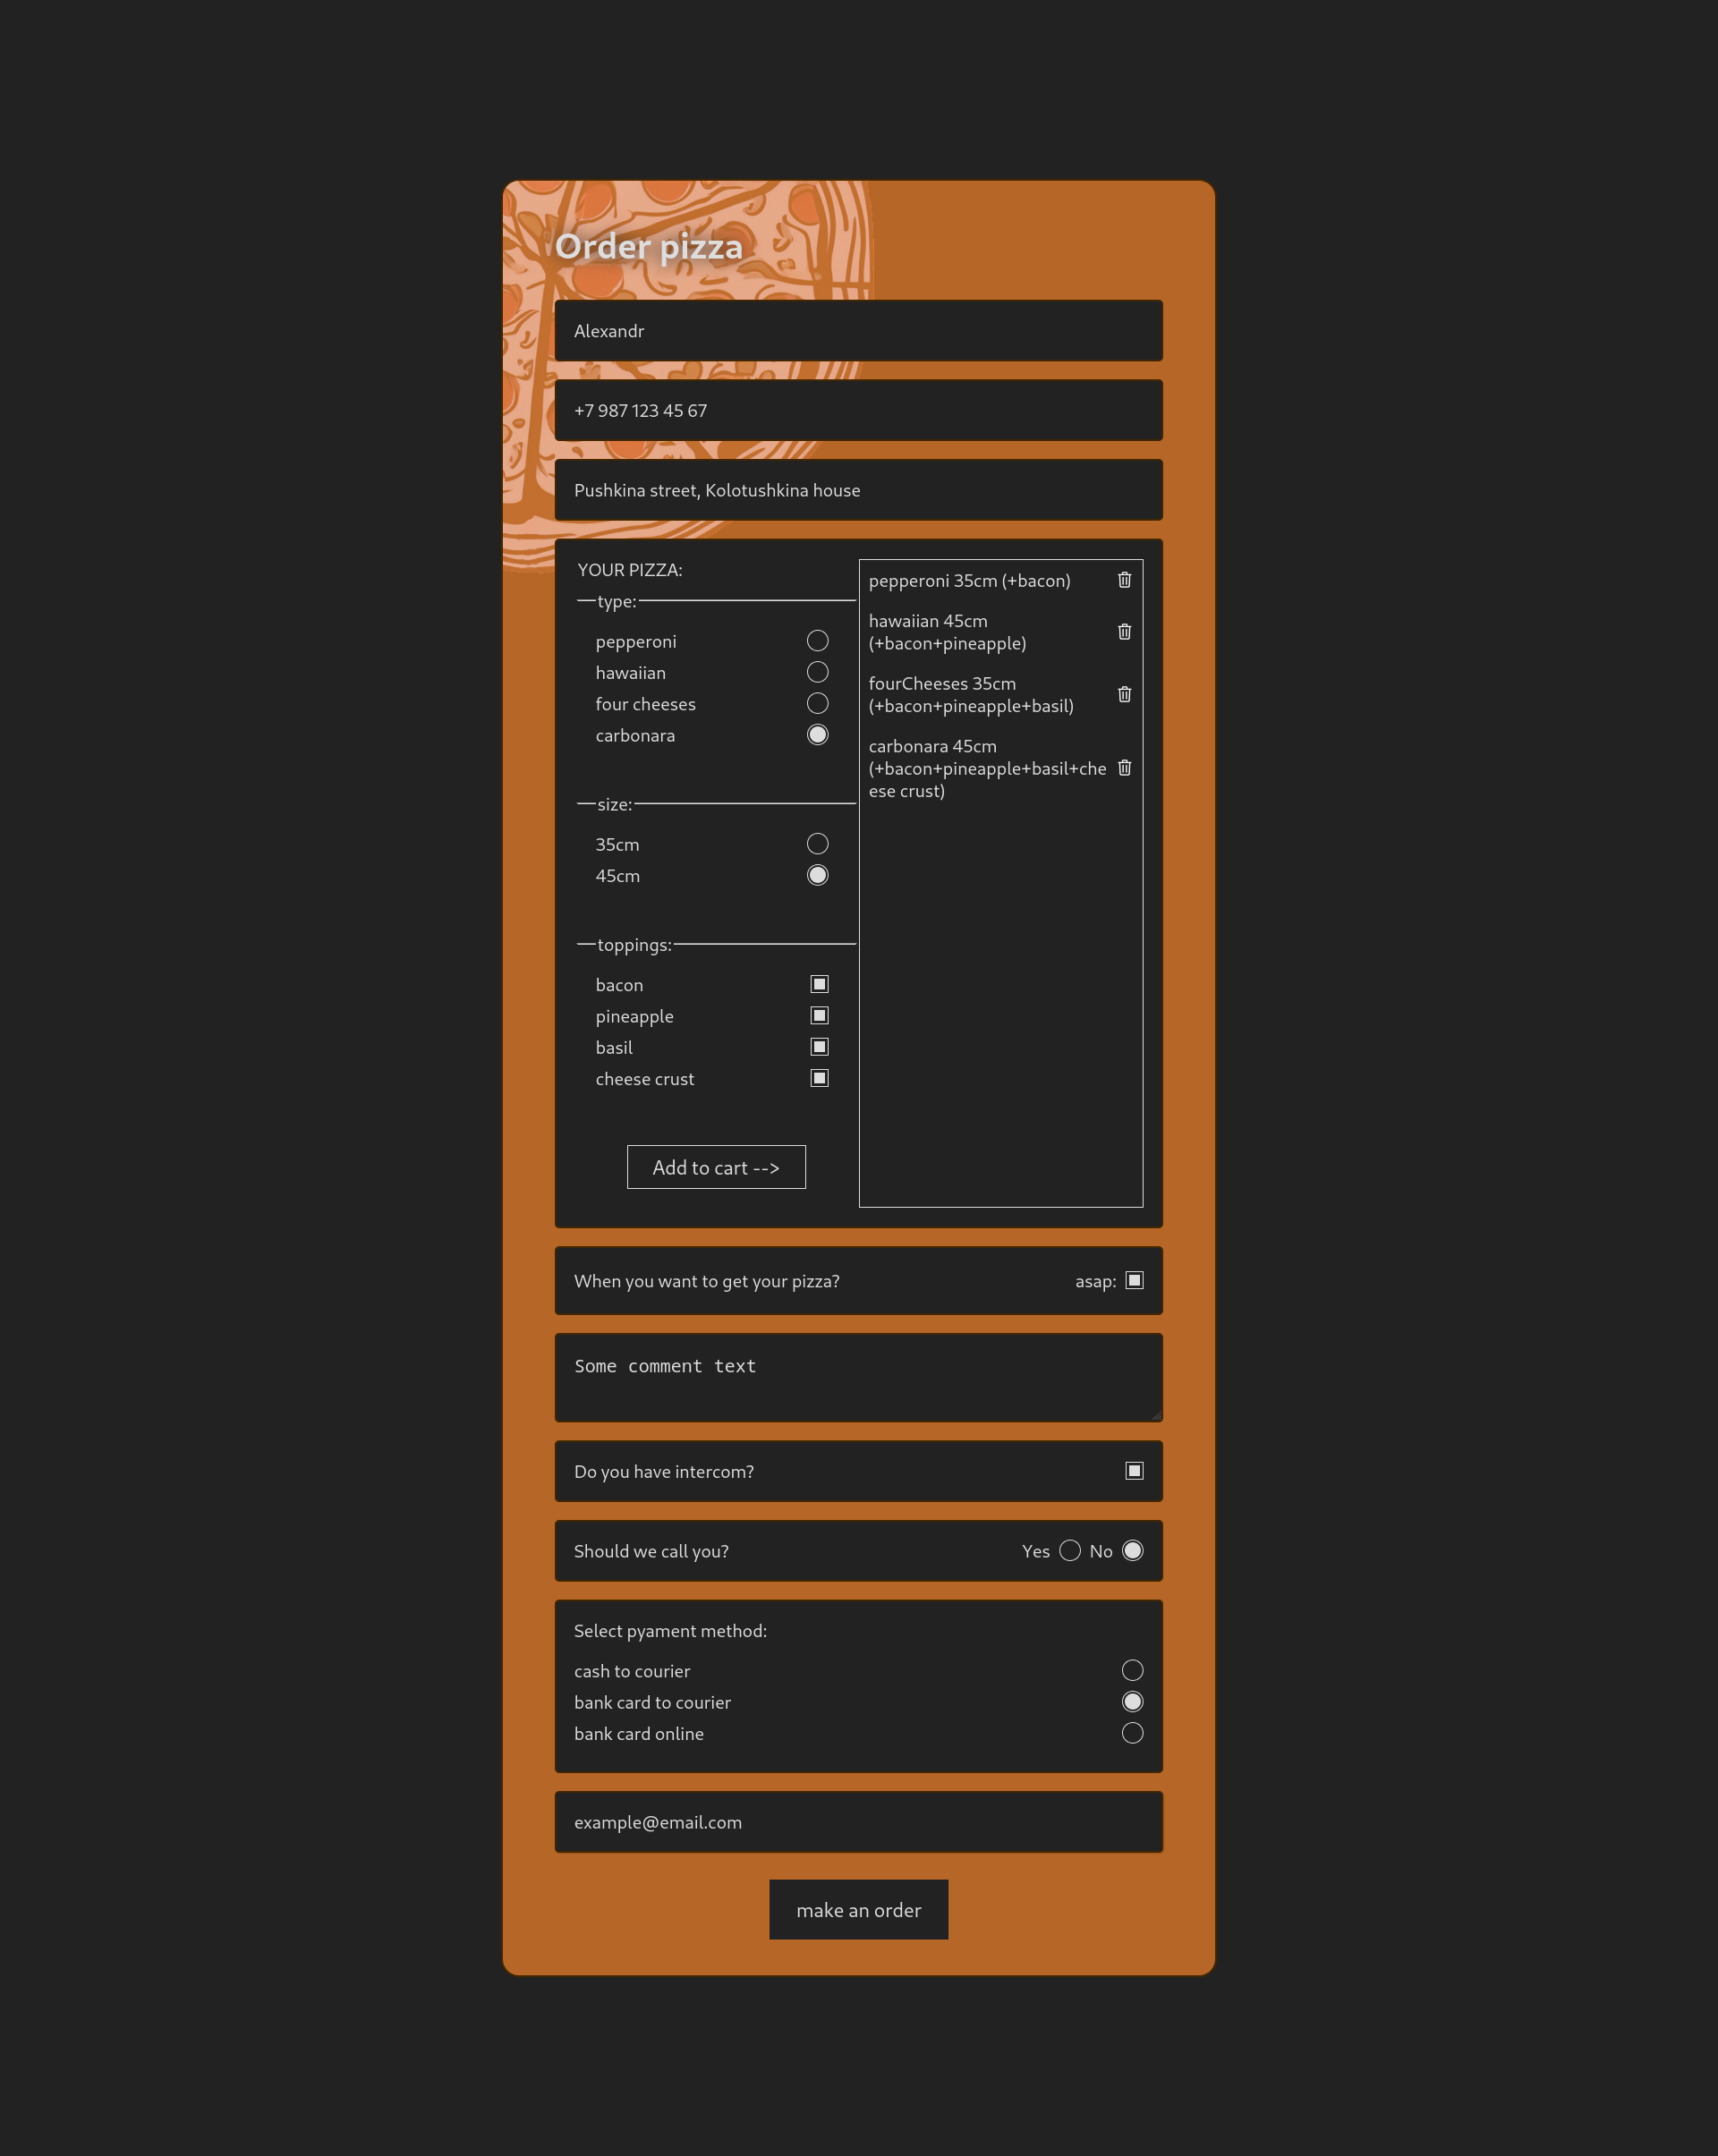 Order pizza
Alexandr
+7 987 123 45 67
Pushkina street, Kolotushkina house
YOUR PIZZA:
type:
pepperoni
hawaiian
four cheeses
carbonara
size:
35cm
45cm
toppings:
bacon
pineapple
basil
cheese crust
Add to cart -->
pepperoni 35cm (+bacon)
hawaiian 45cm
(+bacon+pineapple)
fourCheeses 35cm
(+bacon+pineapple+basil)
carbonara 45cm
(+bacon+pineapple+basil+che
ese crust)
When you want to get your pizza? asap:
Some comment text
Do you have intercom?
Should we call you? Yes No
Select pyament method:
cash to courier
bank card to courier
bank card online
example@email.com
make an order